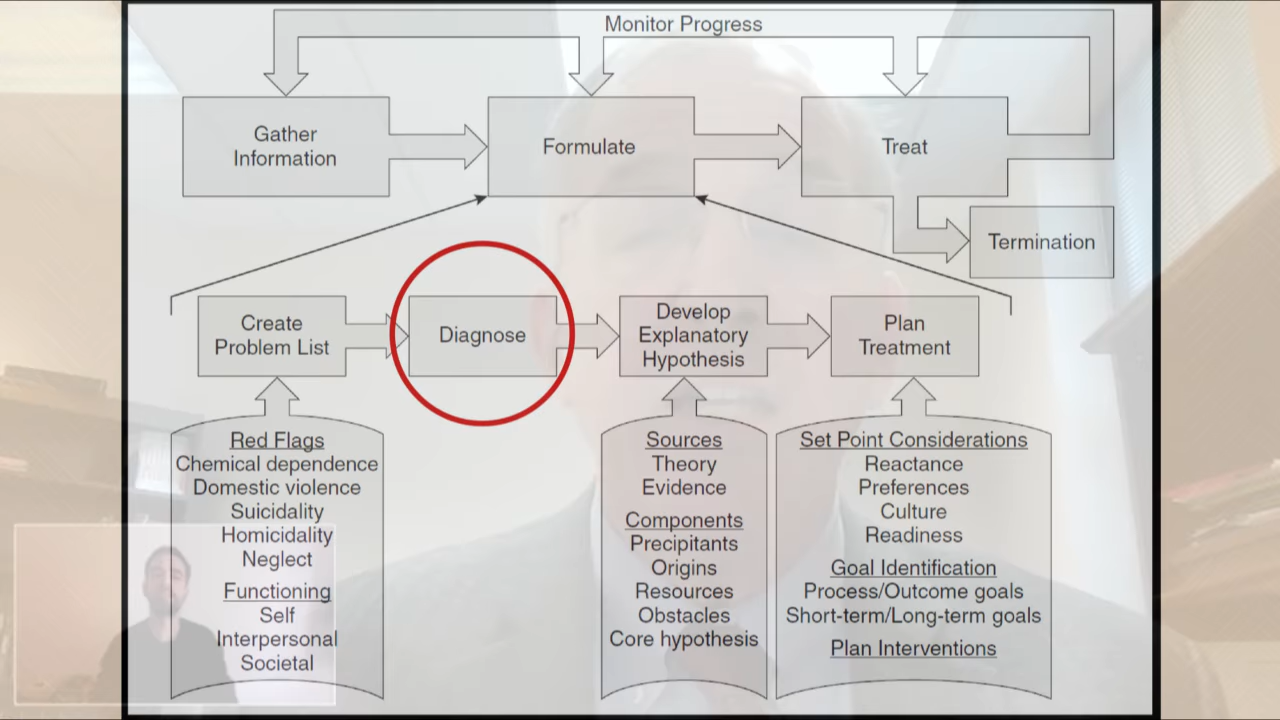 Monitor Progress
Gather
Information
Formulate
Treat
Termination
Create
Problem List
Diagnose
Develop
Explanatory
Hypothesis
Plan
Treatment
Red Flags
Chemical dependence
Domestic violence
Suicidality
Homicidality
Neglect
Functioning
Self
Interpersonal
Societal
Sources
Theory
Evidence
Components
Precipitants
Origins
Resources
Obstacles
Core hypothesis
Set Point Considerations
Reactance
Preferences
Culture
Readiness
Goal Identification
Process/Outcome goals
Short-term/Long-term goals
Plan Interventions